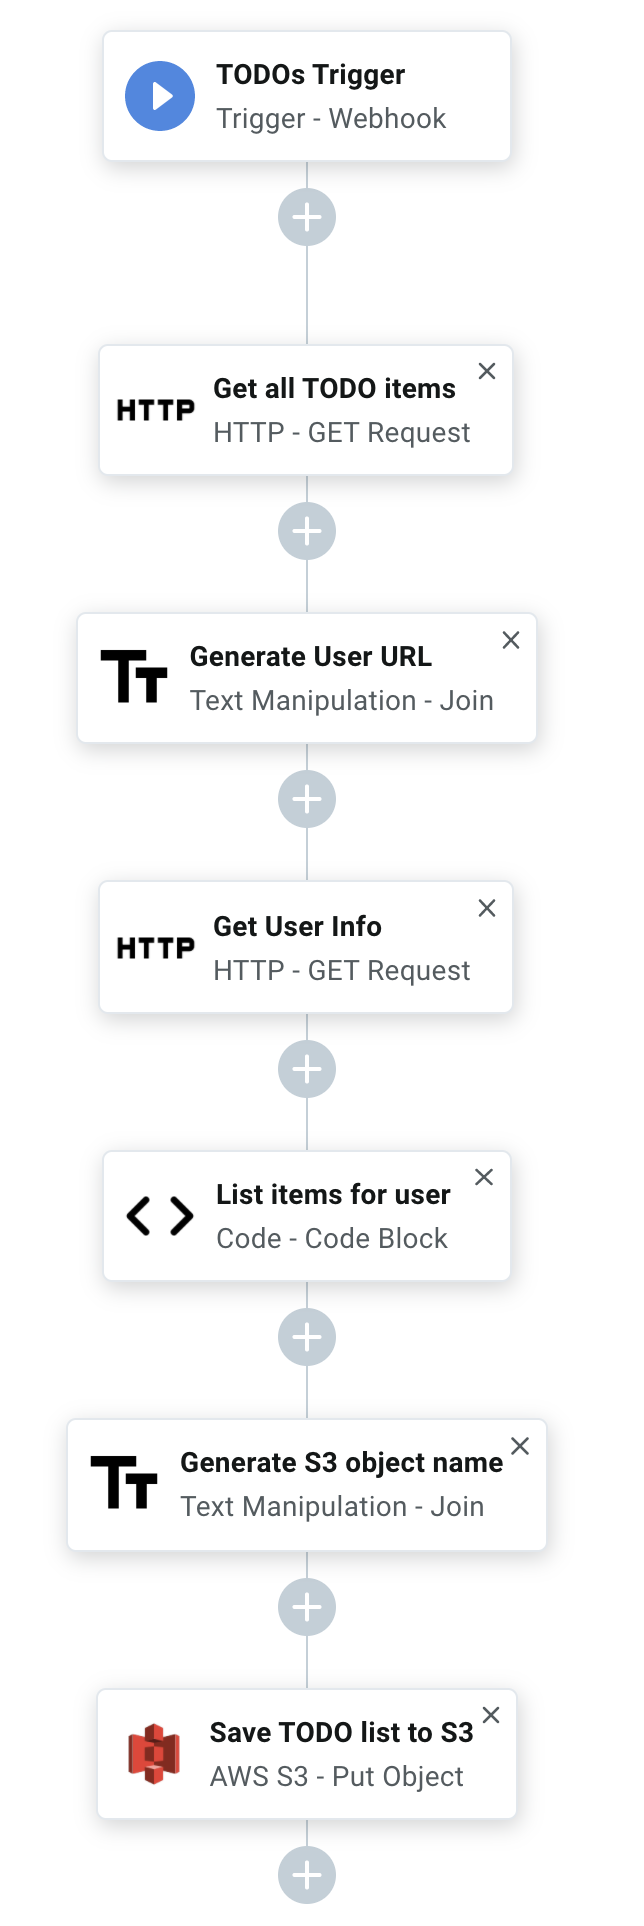 TODOs Trigger
Trigger - Webhook
HTTP
Get all TODO items
HTTP - GET Request
Tт
Generate User URL
Text Manipulation - Join
HTTP
Get User Info
HTTP - GET Request
List items for user
Code - Code Block
Tт
Generate S3 object name
Text Manipulation - Join
Save TODO list to S3
AWS S3 - Put Object